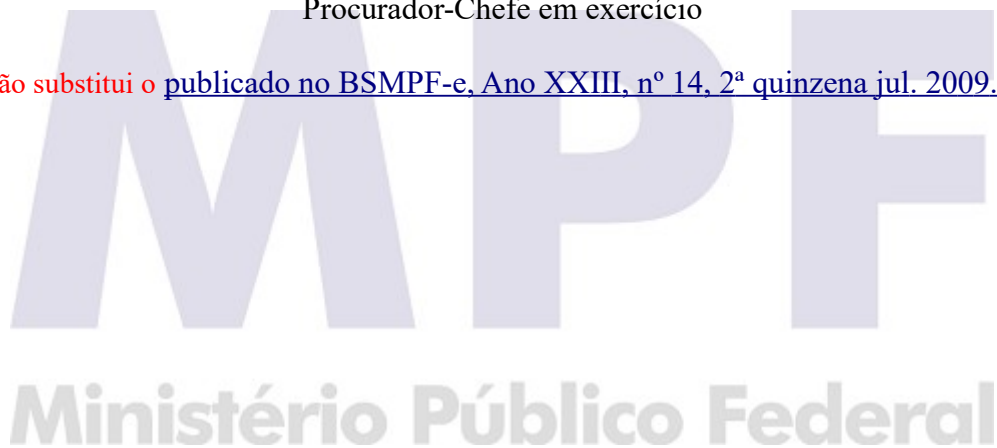 Procurador-Chefe em exercício
ão substitui o publicado no BSMPF-e, Ano XXIII, nº 14, 2ª quinzena jul. 2009.
MPF
Ministério Público Federal